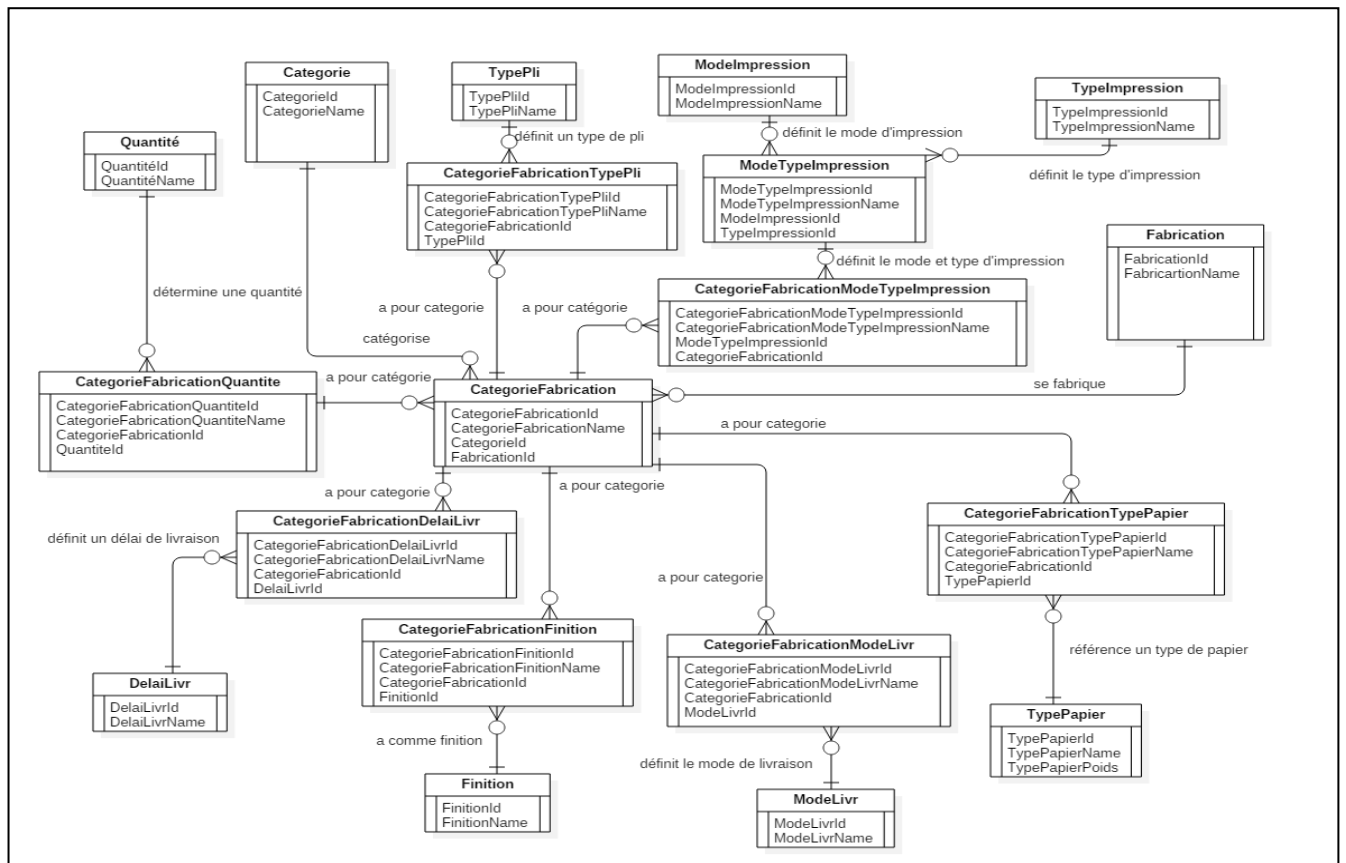 Categorie
CategorieId
CategorieName
TypePli
TypePliId
TypePliName
définit un type de pli
ModeImpression
ModeImpressionId
ModeImpressionName
définit le mode d'impression
TypeImpression
TypeImpressionId
TypeImpressionName
définit le type d'impression
Quantité
QuantitéId
QuantitéName
détermine une quantité
CategorieFabricationTypePli
CategorieFabricationTypePliId
CategorieFabricationTypePliName
CategorieFabricationId
TypePliId
ModeTypeImpression
ModeTypeImpressionId
ModeTypeImpressionName
ModeImpressionId
TypeImpressionId
définit le mode et type d'impression
Fabrication
FabricationId
FabricartionName
se fabrique
a pour categorie
a pour catégorie
catégorise
CategorieFabricationModeTypeImpression
CategorieFabricationModeTypeImpressionId
CategorieFabricationModeTypeImpressionName
ModeTypeImpressionId
CategorieFabricationId
CategorieFabricationQuantite
CategorieFabricationQuantiteId
CategorieFabricationQuantiteName
CategorieFabricationId
QuantiteId
a pour catégorie
CategorieFabrication
CategorieFabricationId
CategorieFabricationName
CategorieId
FabricationId
a pour categorie
a pour categorie
a pour categorie
définit un délai de livraison
CategorieFabricationDelaiLivr
CategorieFabricationDelaiLivrId
CategorieFabricationDelaiLivrName
CategorieFabricationId
DelaiLivrId
CategorieFabricationTypePapier
CategorieFabricationTypePapierId
CategorieFabricationTypePapierName
CategorieFabricationId
TypePapierId
a pour categorie
CategorieFabricationFinition
CategorieFabricationFinitionId
CategorieFabricationFinitionName
CategorieFabricationId
FinitionId
CategorieFabricationModeLivr
CategorieFabricationModeLivrId
CategorieFabricationModeLivrName
CategorieFabricationId
ModeLivrId
référence un type de papier
DelaiLivr
DelaiLivrId
DelaiLivrName
a comme finition
définit le mode de livraison
TypePapier
TypePapierId
TypePapierName
TypePapierPoids
Finition
FinitionId
FinitionName
ModeLivr
ModeLivrId
ModeLivrName